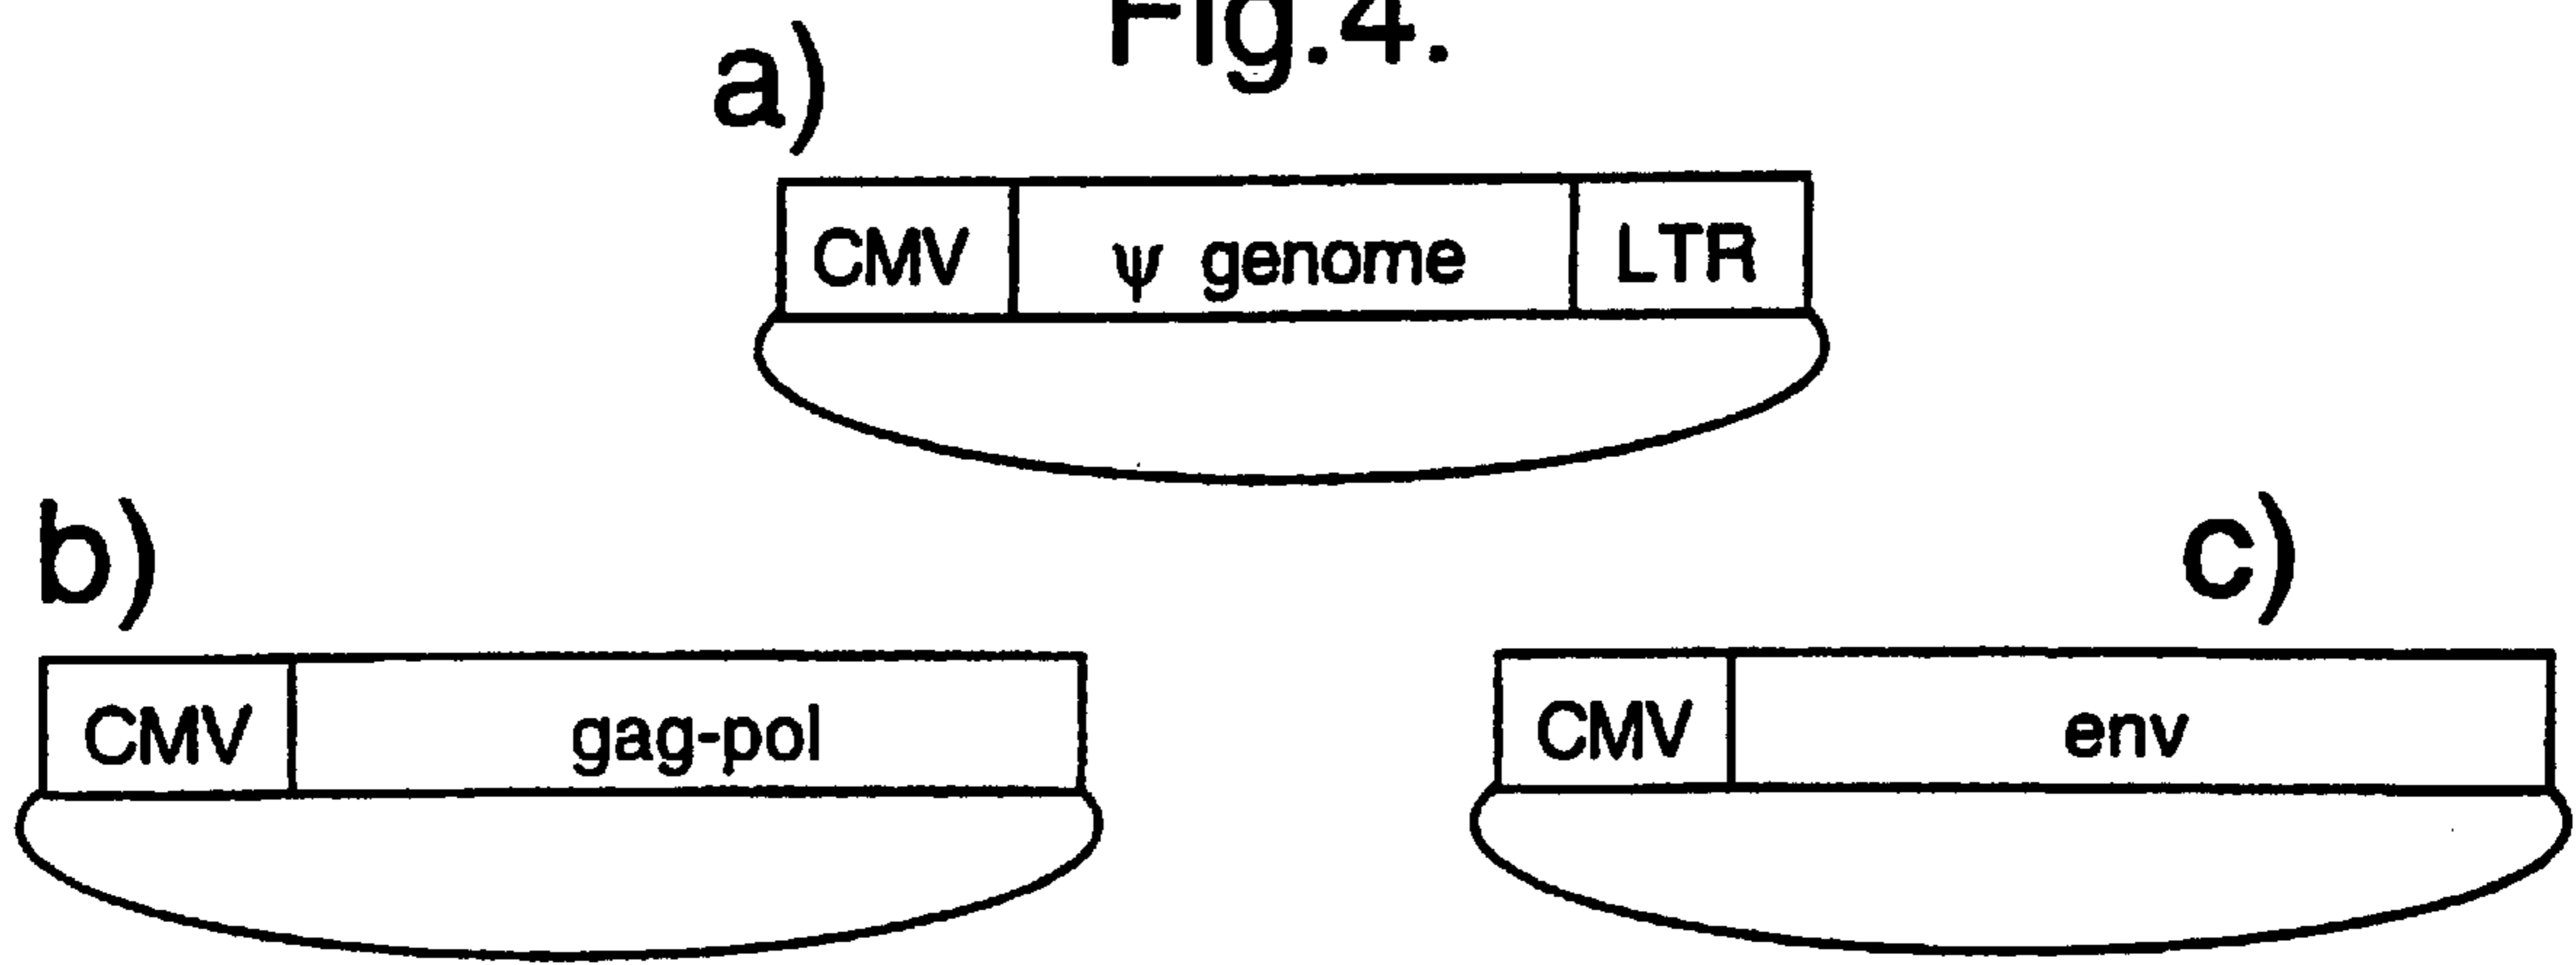 Fig.4.
a)
CMV ψ genome LTR
b) c)
CMV gag-pol CMV env